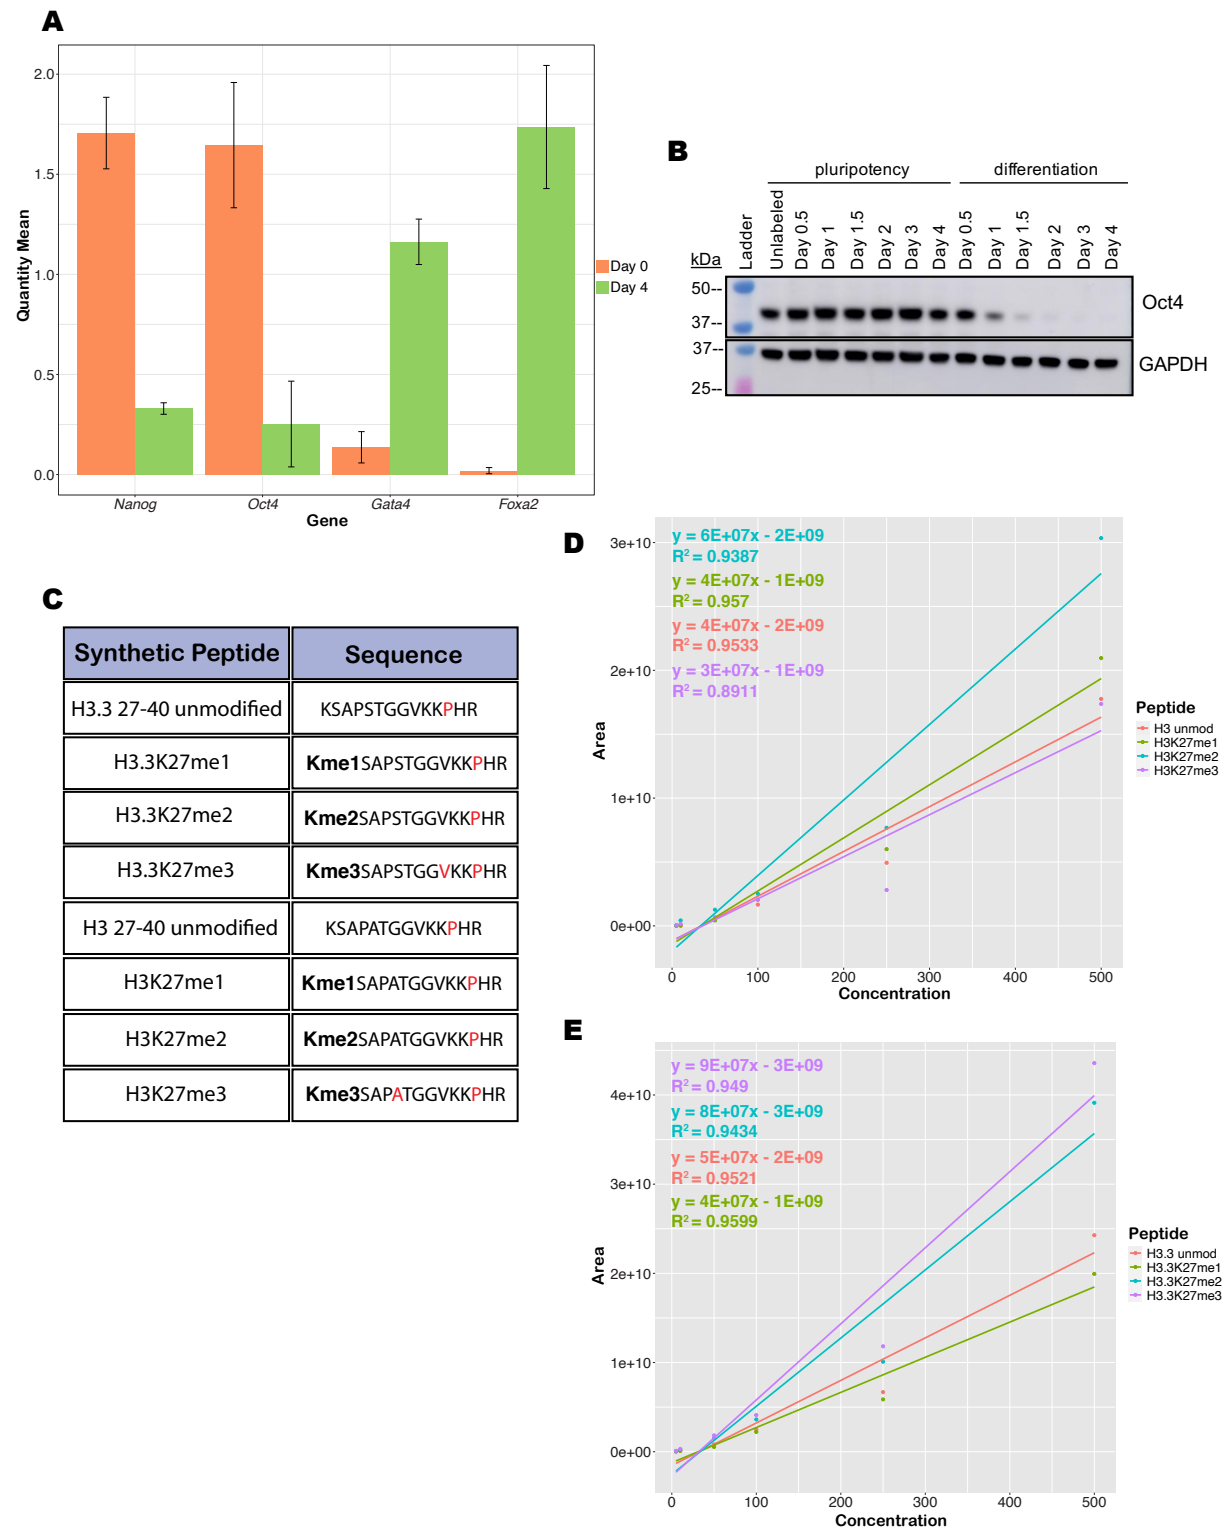 A
2.0
1.5
1.0
0.5
0.0
Quantity Mean
Nanog Oct4 Gata4 Foxa2
Gene
Day 0
Day 4
B
pluripotency differentiation
kDa
Ladder
Unlabeled
Day 0.5
Day 1
Day 1.5
Day 2
Day 3
Day 4
Day 0.5
Day 1
Day 1.5
Day 2
Day 3
Day 4
50--
37--
Oct4
37--
25--
GAPDH
C
Synthetic Peptide Sequence
H3.3 27-40 unmodified KSAPSTGGVKKPHR
H3.3K27me1 Kme1SAPSTGGVKKPHR
H3.3K27me2 Kme2SAPSTGGVKKPHR
H3.3K27me3 Kme3SAPSTGGVKKPHR
H3 27-40 unmodified KSAPATGGVKKPHR
H3K27me1 Kme1SAPATGGVKKPHR
H3K27me2 Kme2SAPATGGVKKPHR
H3K27me3 Kme3SAPATGGVKKPHR
D
y = 6E+07x - 2E+09
R² = 0.9387
y = 4E+07x - 1E+09
R² = 0.957
y = 4E+07x - 2E+09
R² = 0.9533
y = 3E+07x - 1E+09
R² = 0.8911
3e+10
2e+10
1e+10
0e+00
Area
0 100 200 300 400 500
Concentration
Peptide
H3 unmod
H3K27me1
H3K27me2
H3K27me3
E
y = 9E+07x - 3E+09
R² = 0.949
y = 8E+07x - 3E+09
R² = 0.9434
y = 5E+07x - 2E+09
R² = 0.9521
y = 4E+07x - 1E+09
R² = 0.9599
4e+10
3e+10
2e+10
1e+10
0e+00
Area
0 100 200 300 400 500
Concentration
Peptide
H3.3 unmod
H3.3K27me1
H3.3K27me2
H3.3K27me3